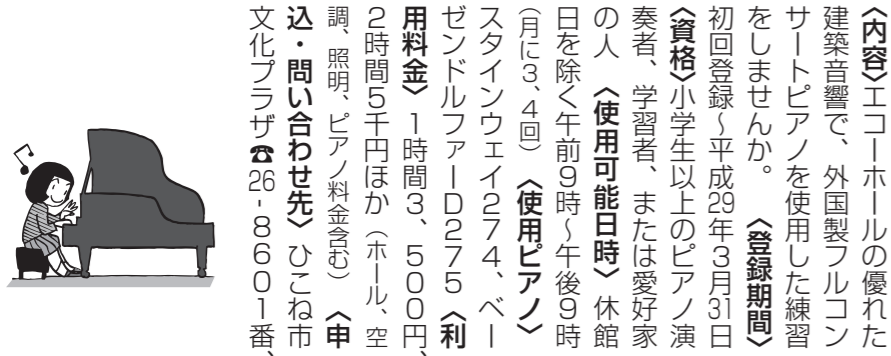 〈内容〉エコーホールの優れた
建築音響で、外国製フルコン
サートピアノを使用した練習
をしませんか。〈登録期間〉
初回登録～平成29年3月31日
〈資格〉小学生以上のピアノ演
奏者、学習者、または愛好家
の人 〈使用可能日時〉休館
日を除く午前9時～午後9時
(月に3、4回) 〈使用ピアノ〉
スタインウェイ274、ベー
ゼンドルファーD275〈利
用料金〉1時間3、500円、
2時間5千円ほか(ホール、空
調、照明、ピアノ料金含む)〈申
込・問い合わせ先〉ひこね市
文化プラザ☎26-8601番、